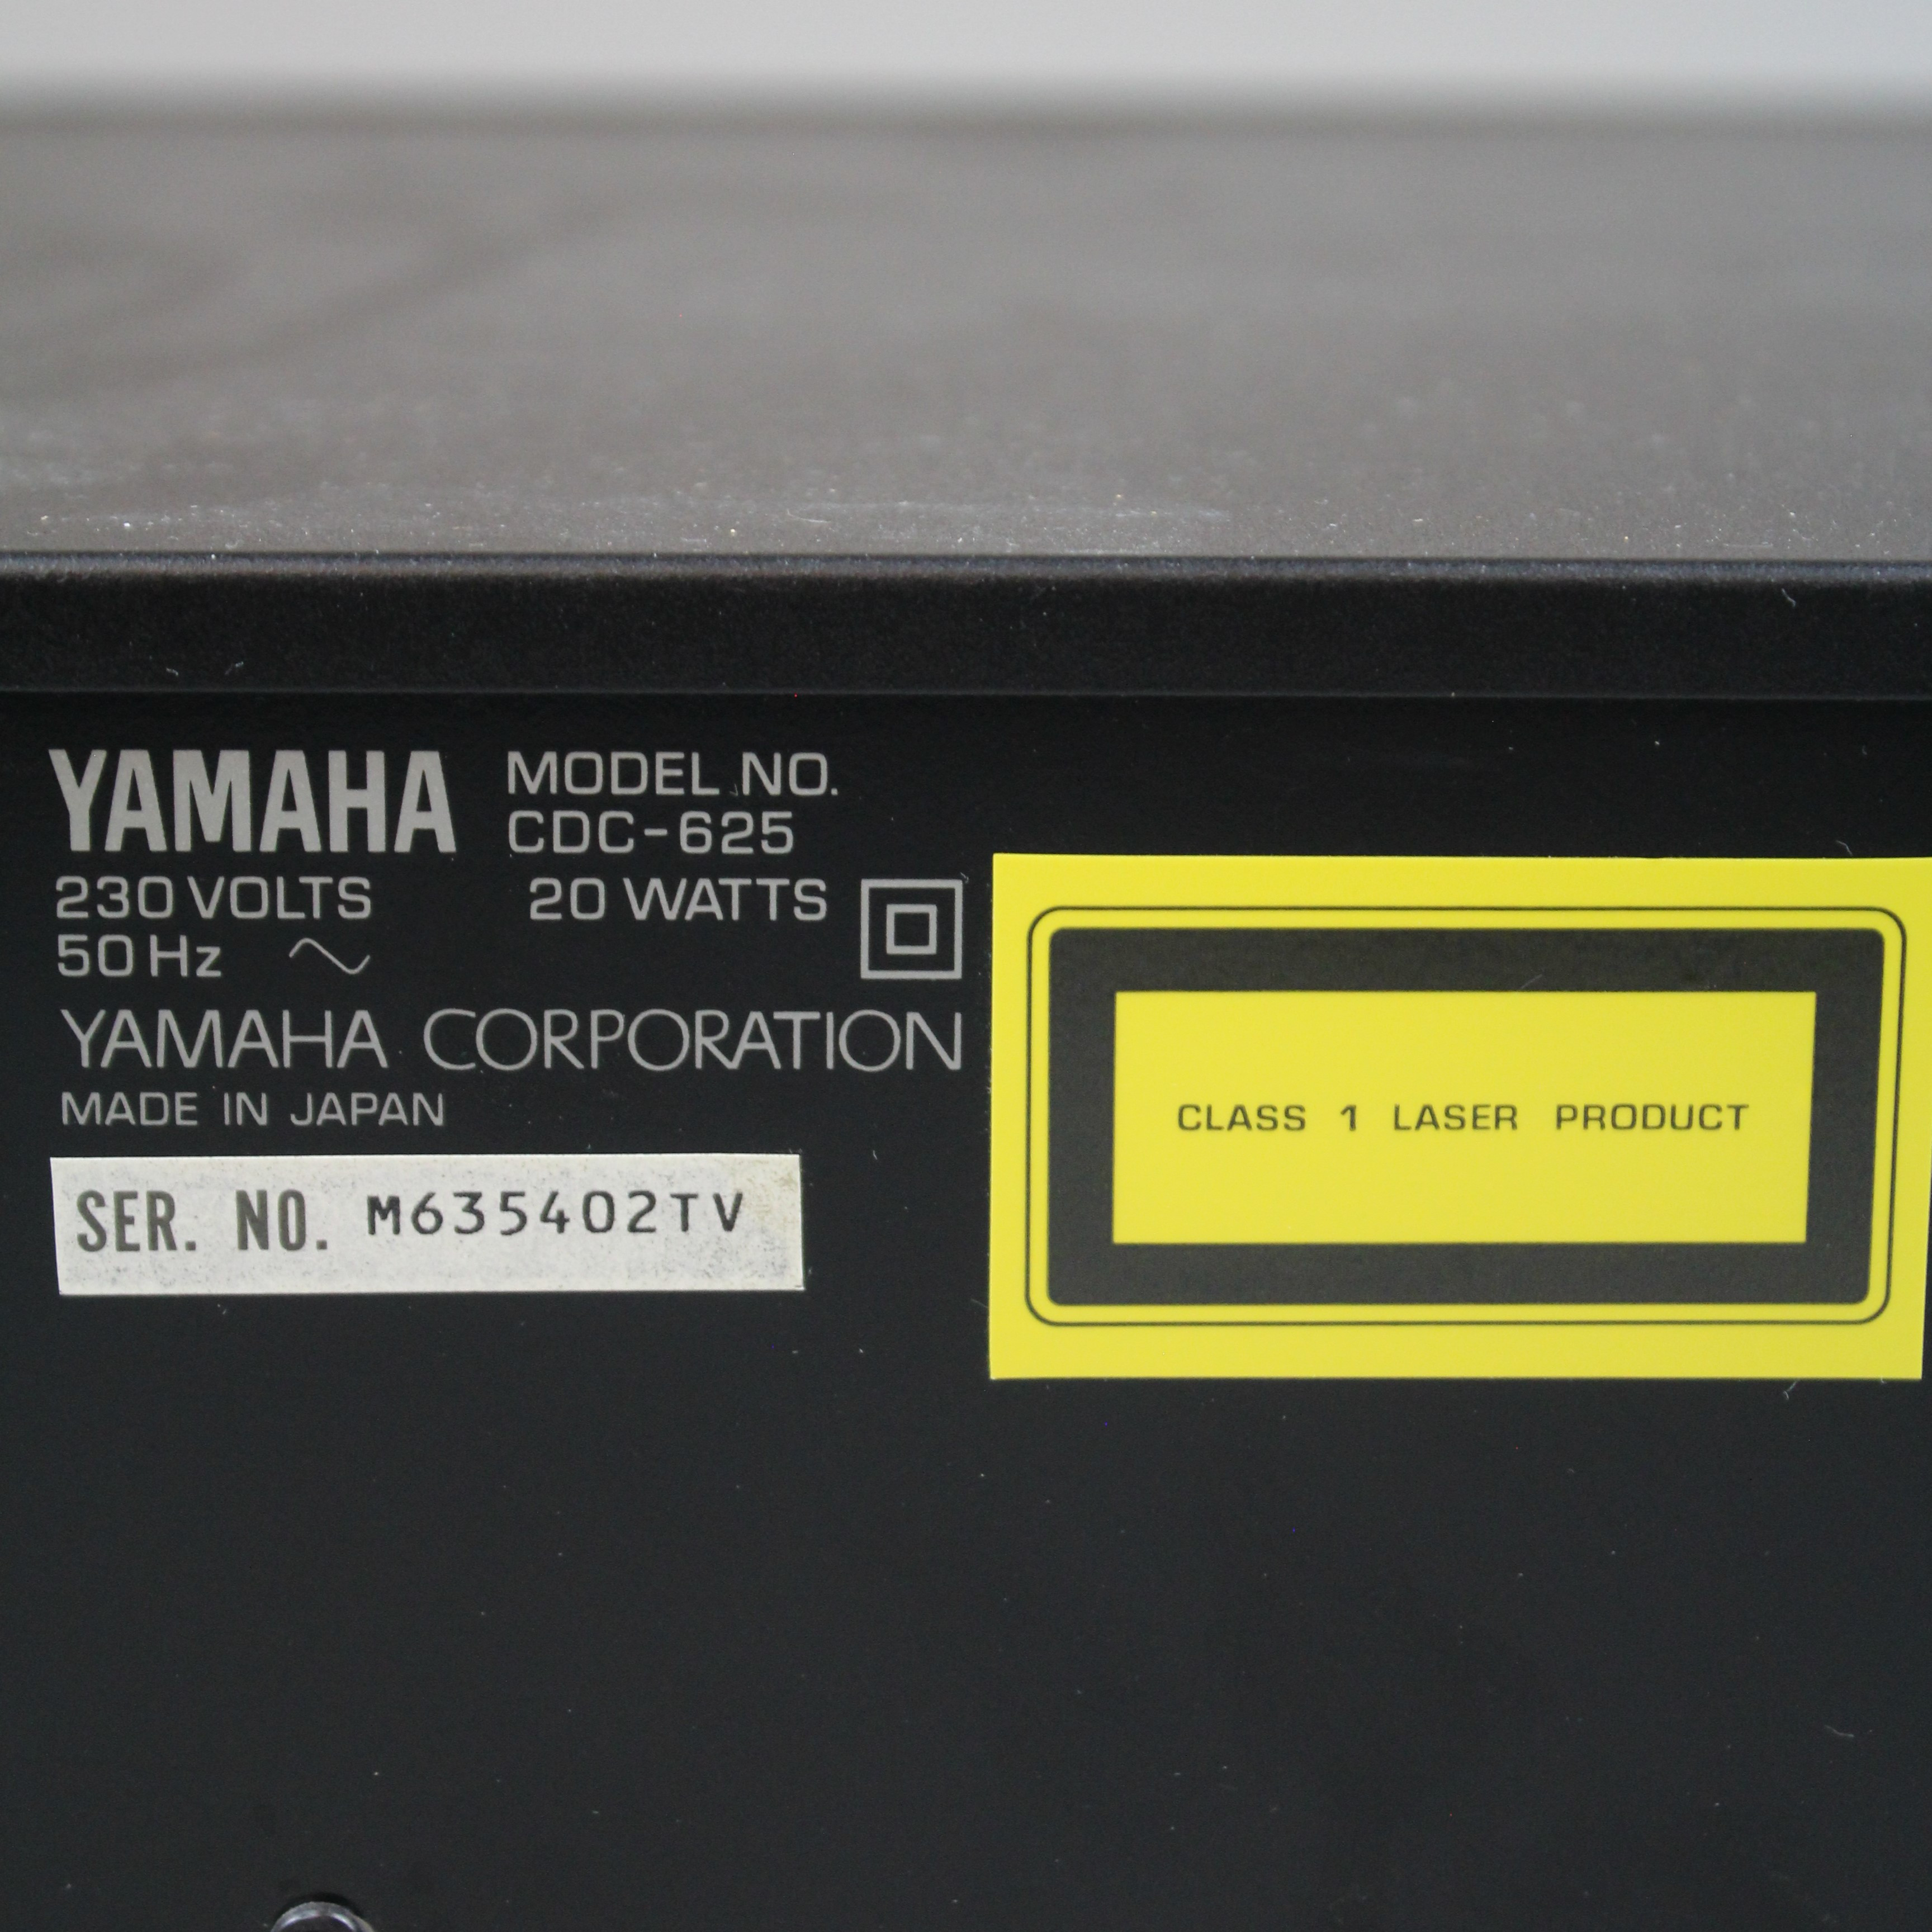 YAMAHA
MODEL NO.
CDC-625
230 VOLTS 20 WATTS
50 Hz
YAMAHA CORPORATION
MADE IN JAPAN
SER. NO. M635402TV
CLASS 1 LASER PRODUCT